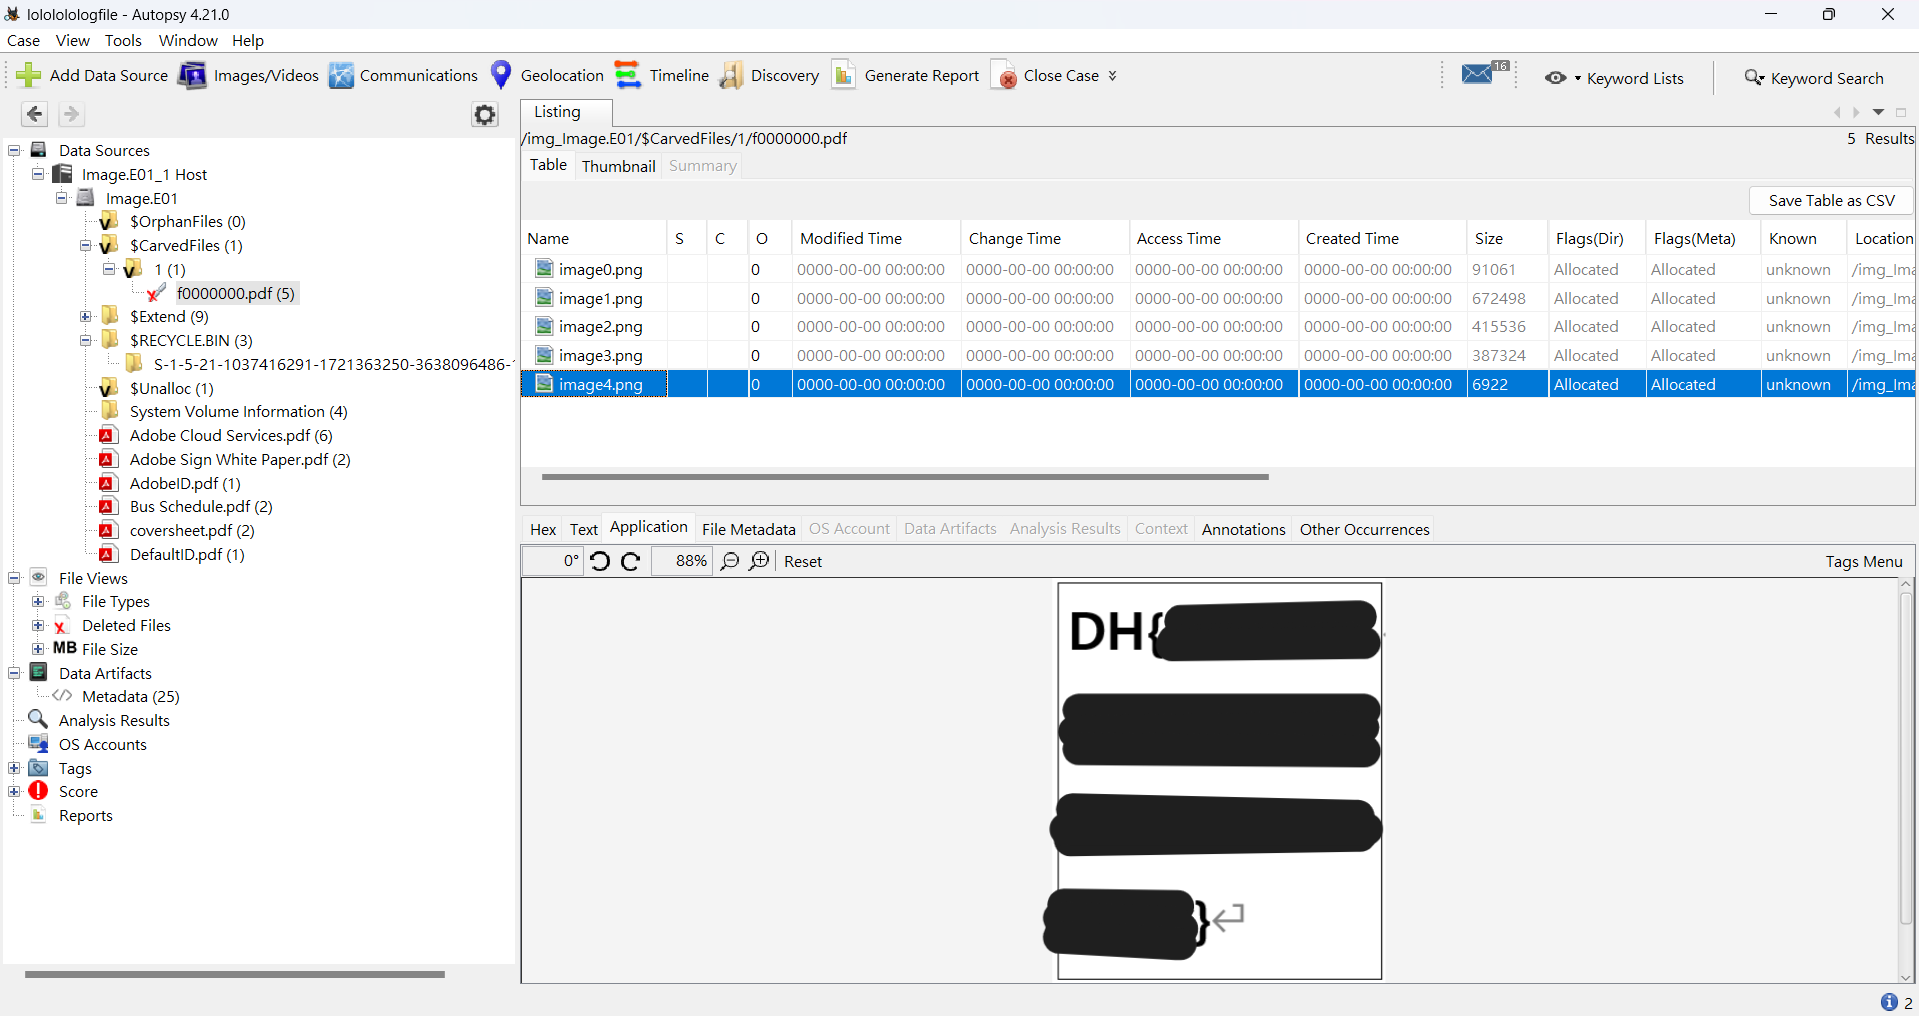 lolololologfile - Autopsy 4.21.0
Case View Tools Window Help
Add Data Source Images/Videos Communications Geolocation Timeline Discovery Generate Report Close Case 16 Keyword Lists Keyword Search
Data Sources
Image.E01_1 Host
Image.E01
$OrphanFiles (0)
$CarvedFiles (1)
1 (1)
f0000000.pdf (5)
$Extend (9)
$RECYCLE.BIN (3)
S-1-5-21-1037416291-1721363250-3638096486-
$Unalloc (1)
System Volume Information (4)
Adobe Cloud Services.pdf (6)
Adobe Sign White Paper.pdf (2)
AdobeID.pdf (1)
Bus Schedule.pdf (2)
coversheet.pdf (2)
DefaultID.pdf (1)
File Views
File Types
Deleted Files
MB File Size
Data Artifacts
Metadata (25)
Analysis Results
OS Accounts
Tags
Score
Reports
Listing
/img_Image.E01/$CarvedFiles/1/f0000000.pdf 5 Results
Table Thumbnail Summary
Save Table as CSV
Name S C O Modified Time Change Time Access Time Created Time Size Flags(Dir) Flags(Meta) Known Location
image0.png 0 0000-00-00 00:00:00 0000-00-00 00:00:00 0000-00-00 00:00:00 0000-00-00 00:00:00 91061 Allocated Allocated unknown /img_Ima
image1.png 0 0000-00-00 00:00:00 0000-00-00 00:00:00 0000-00-00 00:00:00 0000-00-00 00:00:00 672498 Allocated Allocated unknown /img_Ima
image2.png 0 0000-00-00 00:00:00 0000-00-00 00:00:00 0000-00-00 00:00:00 0000-00-00 00:00:00 415536 Allocated Allocated unknown /img_Ima
image3.png 0 0000-00-00 00:00:00 0000-00-00 00:00:00 0000-00-00 00:00:00 0000-00-00 00:00:00 387324 Allocated Allocated unknown /img_Ima
image4.png 0 0000-00-00 00:00:00 0000-00-00 00:00:00 0000-00-00 00:00:00 0000-00-00 00:00:00 6922 Allocated Allocated unknown /img_Ima
Hex Text Application File Metadata OS Account Data Artifacts Analysis Results Context Annotations Other Occurrences
0° 88% Reset Tags Menu
DH{
}
2